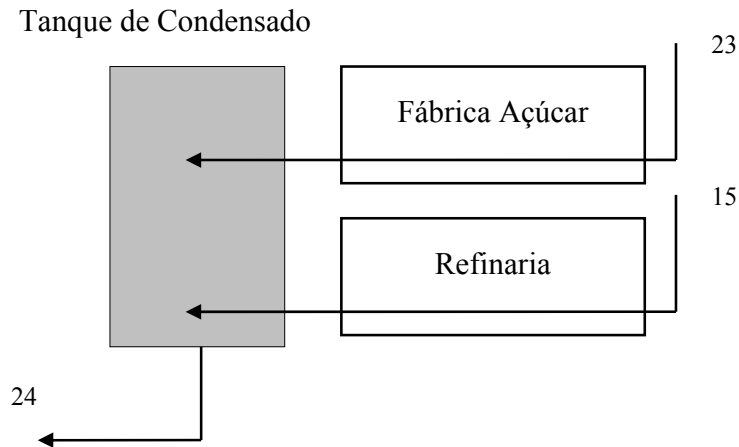 Tanque de Condensado
23
Fábrica Açúcar
15
Refinaria
24